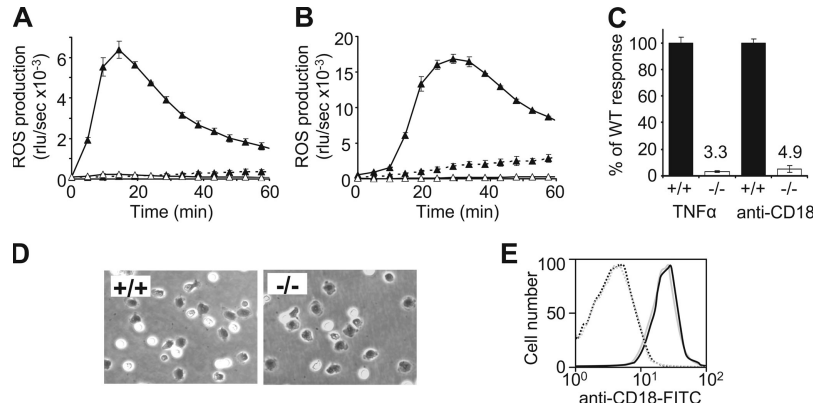 A
ROS production
(rlu/sec x10-3)
6
4
2
0
0 20 40 60
Time (min)
B
ROS production
(rlu/sec x10-3)
20
15
10
5
0
0 20 40 60
Time (min)
C
% of WT response
100
80
60
40
20
0
3.3
4.9
+/+ -/- +/+ -/-
TNFα anti-CD18
D
+/+
-/-
E
Cell number
100
50
0
10⁰ 10¹ 10²
anti-CD18-FITC